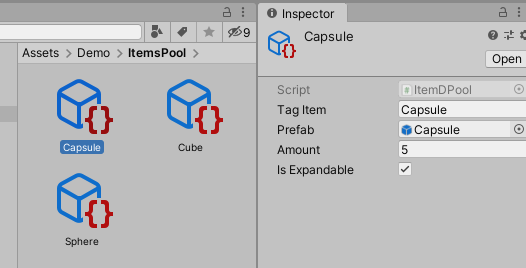 9
Assets > Demo > ItemsPool >
{} Capsule
{} Cube
{} Sphere
i Inspector
{} Capsule
Open
Script # ItemDPool
Tag Item Capsule
Prefab Capsule
Amount 5
Is Expandable